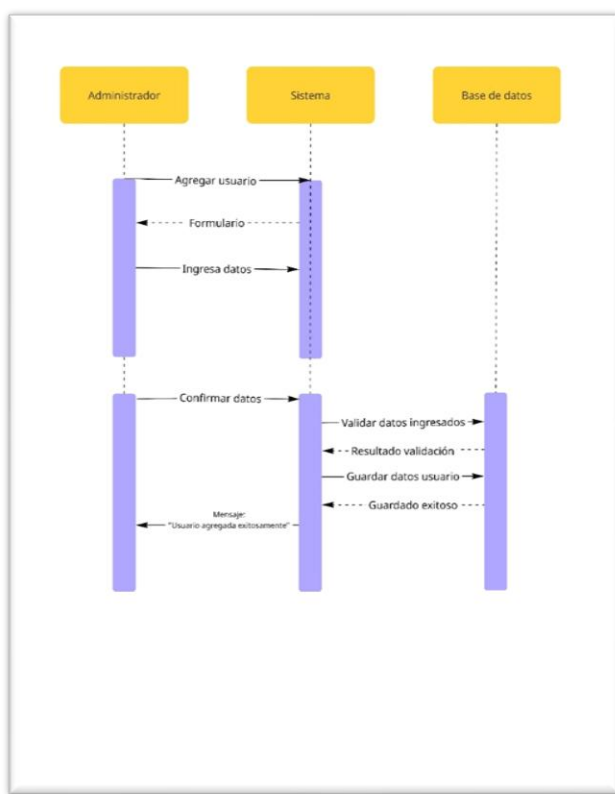 Administrador
Sistema
Base de datos
Agregar usuario
Formulario
Ingresa datos
Confirmar datos
Validar datos ingresados
Resultado validación
Guardar datos usuario
Guardado exitoso
Mensaje:
"Usuario agregada exitosamente"